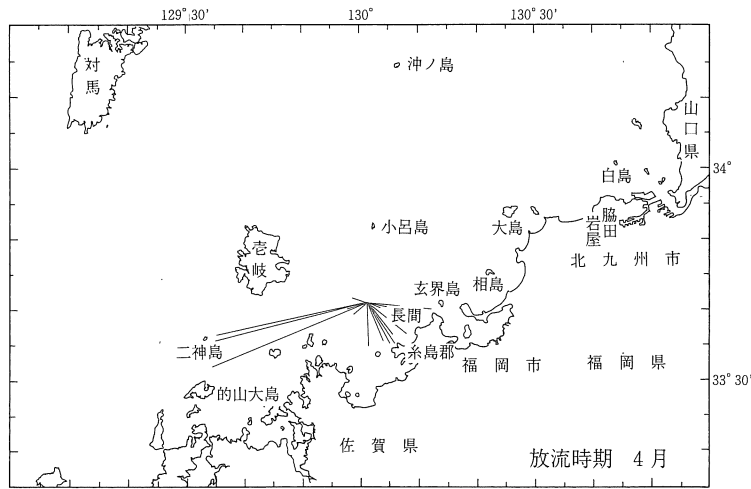 129°30′ 130° 130°30′
対馬
沖ノ島
山口県
34°
白島
小呂島
大島
脇田
岩屋
壱岐
北九州市
玄界島
相島
長間
二神島
糸島郡
福岡市
福岡県
33°30′
的山大島
佐賀県
放流時期 4月